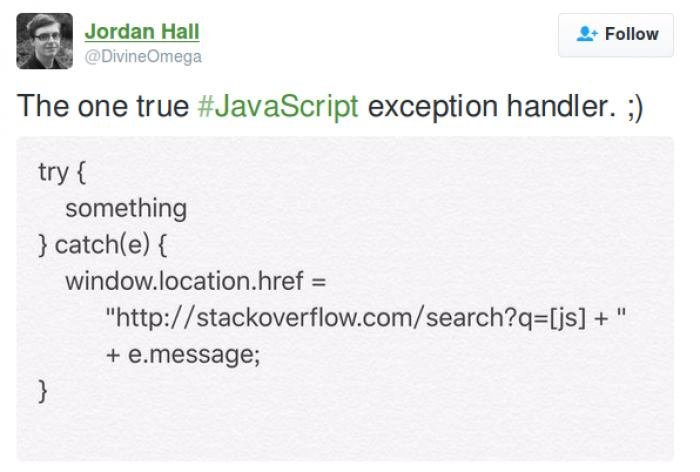 Jordan Hall
@DivineOmega
Follow
The one true #JavaScript exception handler. ;)
try {
something
} catch(e) {
window.location.href =
"http://stackoverflow.com/search?q=[js] + "
+ e.message;
}